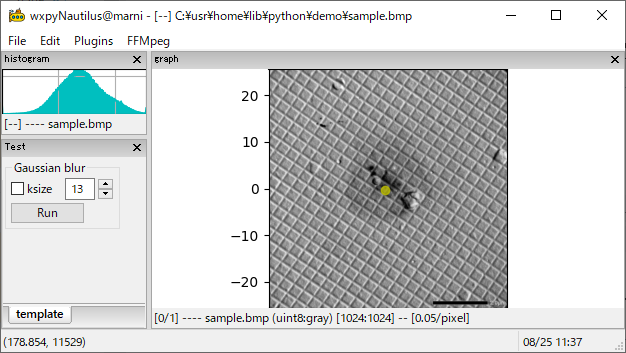 wxpyNautilus@marni - [--] C:¥usr¥home¥lib¥python¥demo¥sample.bmp
File Edit Plugins FFMpeg
histogram
[--] ---- sample.bmp
Test
Gaussian blur
ksize 13
Run
template
graph
20
10
0
−10
−20
[0/1] ---- sample.bmp (uint8:gray) [1024:1024] -- [0.05/pixel]
(178.854, 11529) 08/25 11:37